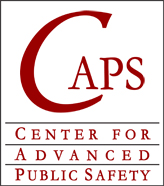 CAPS
CENTER FOR
ADVANCED
PUBLIC SAFETY